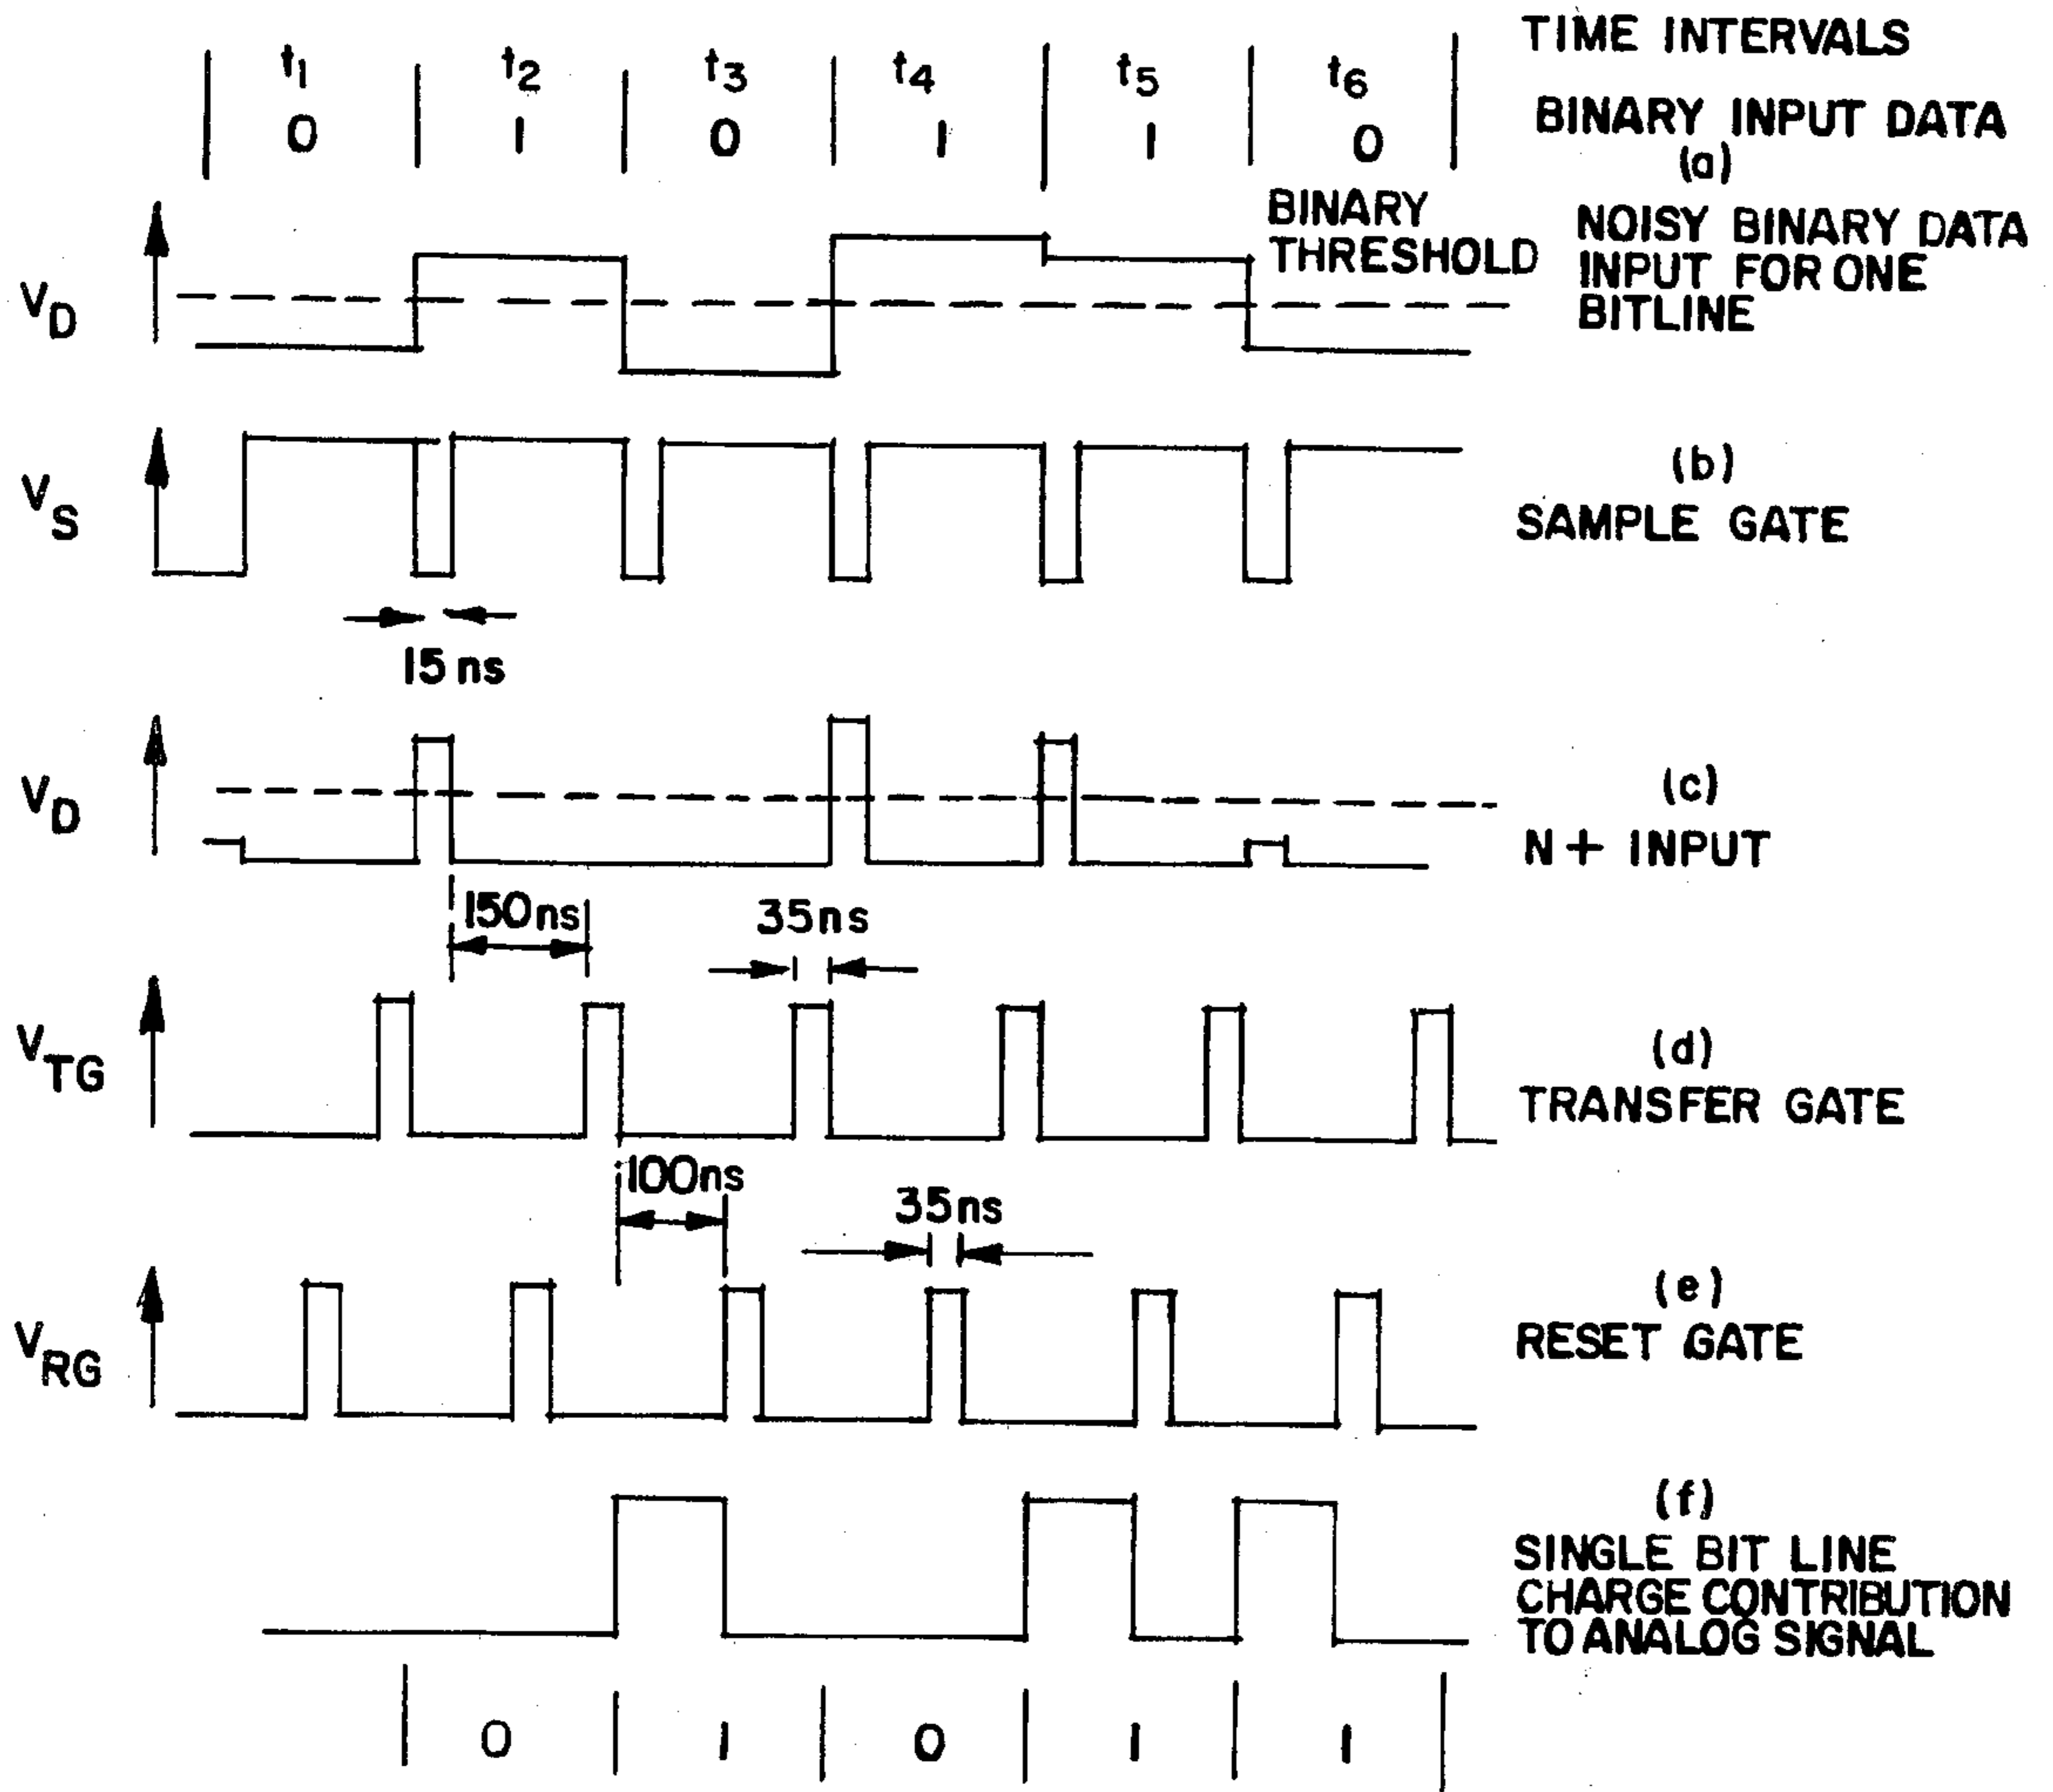 t1 t2 t3 t4 t5 t6 TIME INTERVALS
0 1 0 1 1 0 BINARY INPUT DATA
(a)
BINARY THRESHOLD
NOISY BINARY DATA
INPUT FOR ONE
BITLINE
VD
VS
(b)
SAMPLE GATE
15ns
VD
(c)
N+ INPUT
150ns
35ns
VTG
(d)
TRANSFER GATE
100ns
35ns
VRG
(e)
RESET GATE
(f)
SINGLE BIT LINE
CHARGE CONTRIBUTION
TO ANALOG SIGNAL
0 1 0 1 1